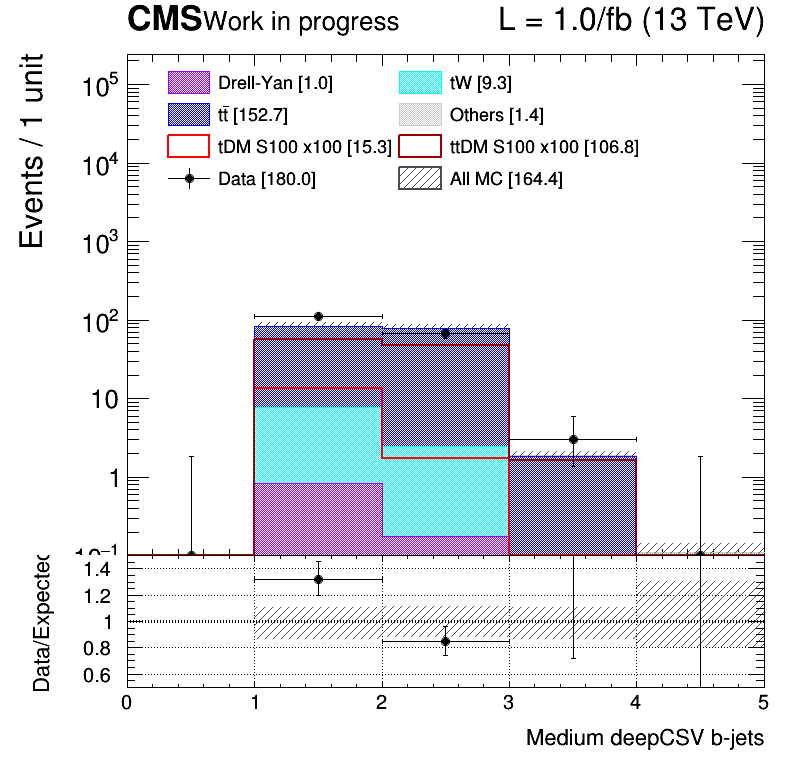 CMS Work in progress L = 1.0/fb (13 TeV)
Events / 1 unit
10⁵
10⁴
10³
10²
10
1
10⁻¹
Drell-Yan [1.0] tW [9.3]
tt̄ [152.7] Others [1.4]
tDM S100 x100 [15.3] ttDM S100 x100 [106.8]
Data [180.0] All MC [164.4]
Data/Expected
1.4
1.2
1
0.8
0.6
0 1 2 3 4 5
Medium deepCSV b-jets